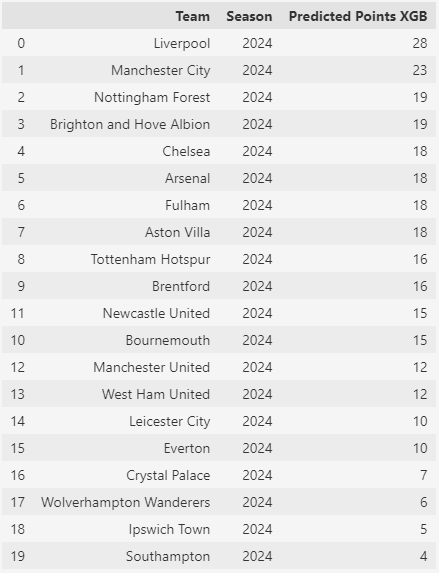 Team Season Predicted Points XGB
0 Liverpool 2024 28
1 Manchester City 2024 23
2 Nottingham Forest 2024 19
3 Brighton and Hove Albion 2024 19
4 Chelsea 2024 18
5 Arsenal 2024 18
6 Fulham 2024 18
7 Aston Villa 2024 18
8 Tottenham Hotspur 2024 16
9 Brentford 2024 16
11 Newcastle United 2024 15
10 Bournemouth 2024 15
12 Manchester United 2024 12
13 West Ham United 2024 12
14 Leicester City 2024 10
15 Everton 2024 10
16 Crystal Palace 2024 7
17 Wolverhampton Wanderers 2024 6
18 Ipswich Town 2024 5
19 Southampton 2024 4